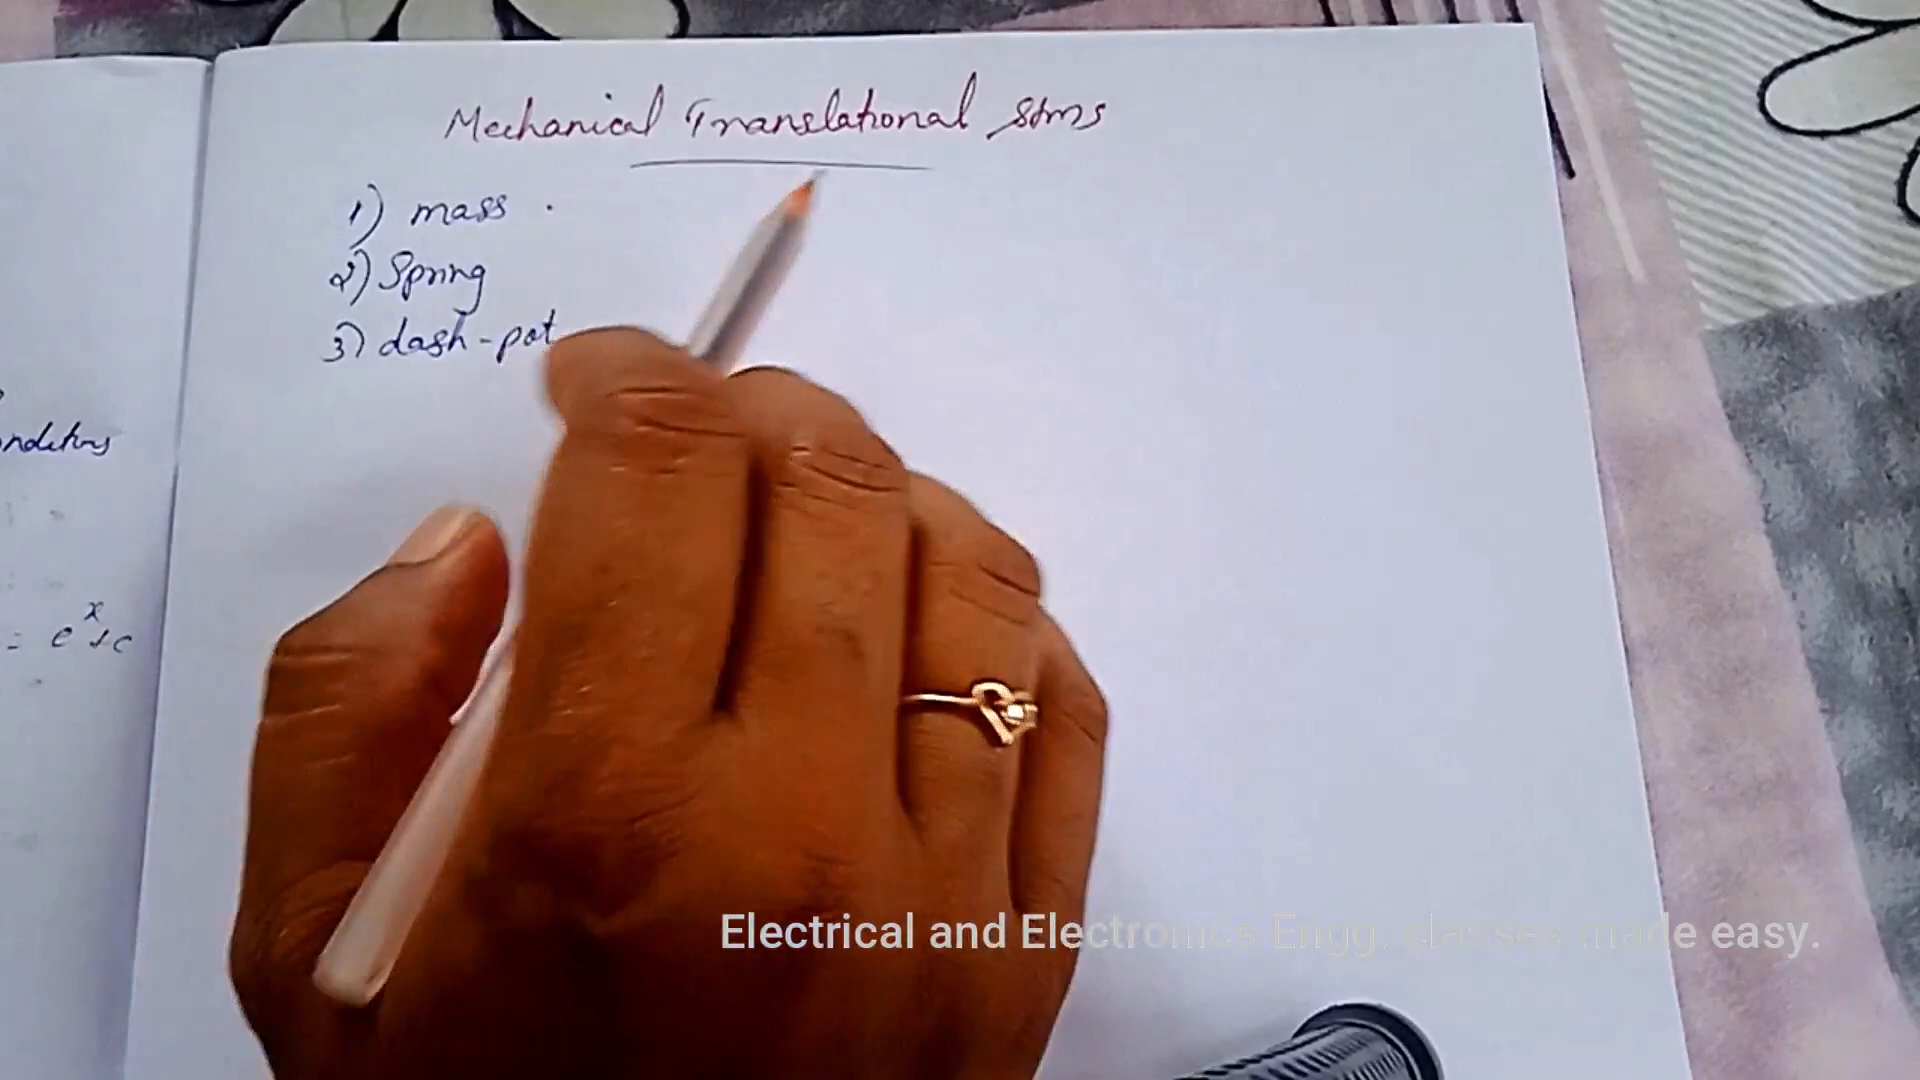 Mechanical Translational Stms
1) mass .
2) Spring
3) dash-pot
= e^x+c
Electrical and Electronics Engg. classes made easy.